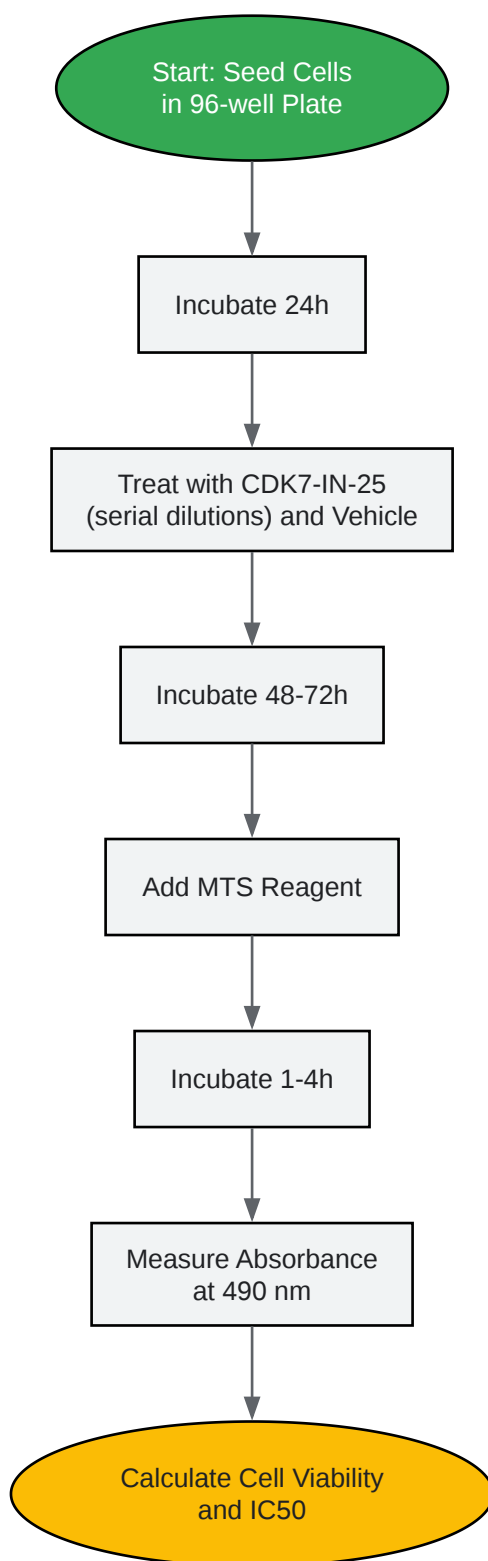 Start: Seed Cells
in 96-well Plate
Incubate 24h
Treat with CDK7-IN-25
(serial dilutions) and Vehicle
Incubate 48-72h
Add MTS Reagent
Incubate 1-4h
Measure Absorbance
at 490 nm
Calculate Cell Viability
and IC50